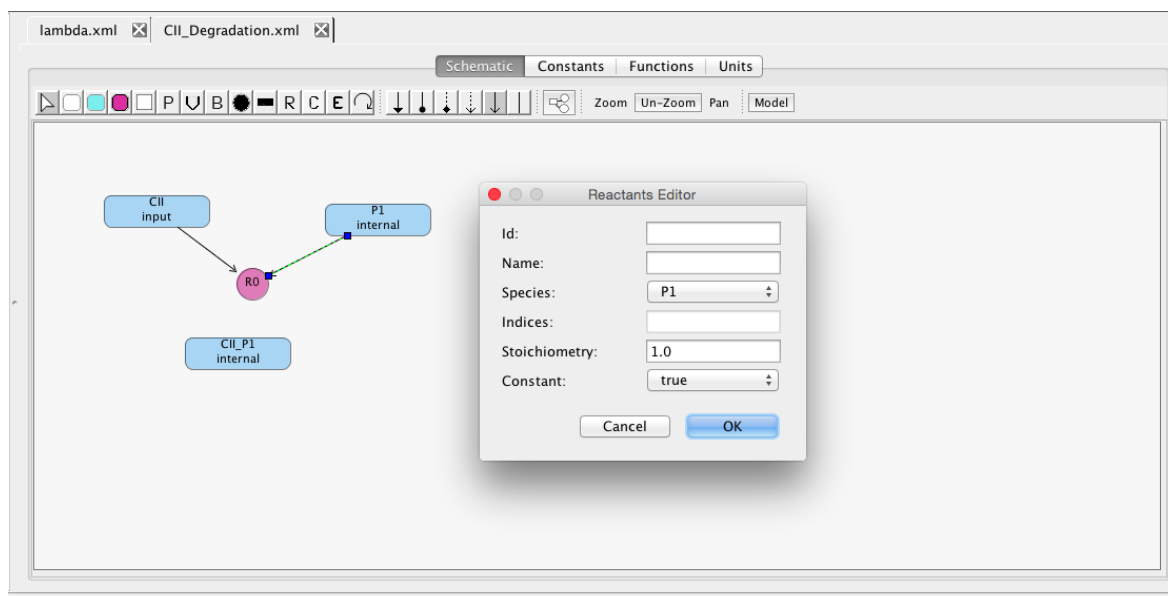 lambda.xml CII_Degradation.xml
Schematic Constants Functions Units
P V B R C E Zoom Un-Zoom Pan Model
CII
input
P1
internal
R0
CII_P1
internal
Reactants Editor
Id:
Name:
Species: P1
Indices:
Stoichiometry: 1.0
Constant: true
Cancel OK